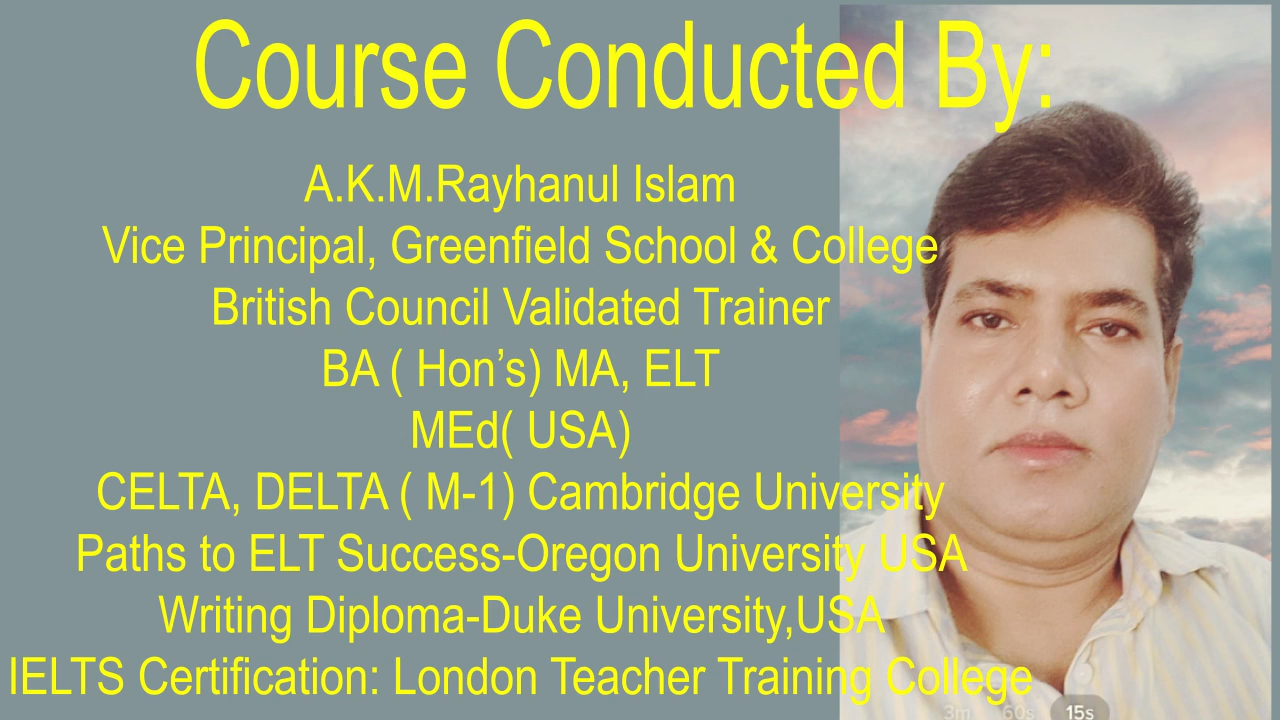 Course Conducted By:
A.K.M.Rayhanul Islam
Vice Principal, Greenfield School & College
British Council Validated Trainer
BA ( Hon’s) MA, ELT
MEd( USA)
CELTA, DELTA ( M-1) Cambridge University
Paths to ELT Success-Oregon University USA
Writing Diploma-Duke University,USA
IELTS Certification: London Teacher Training College
3m 60s 15s